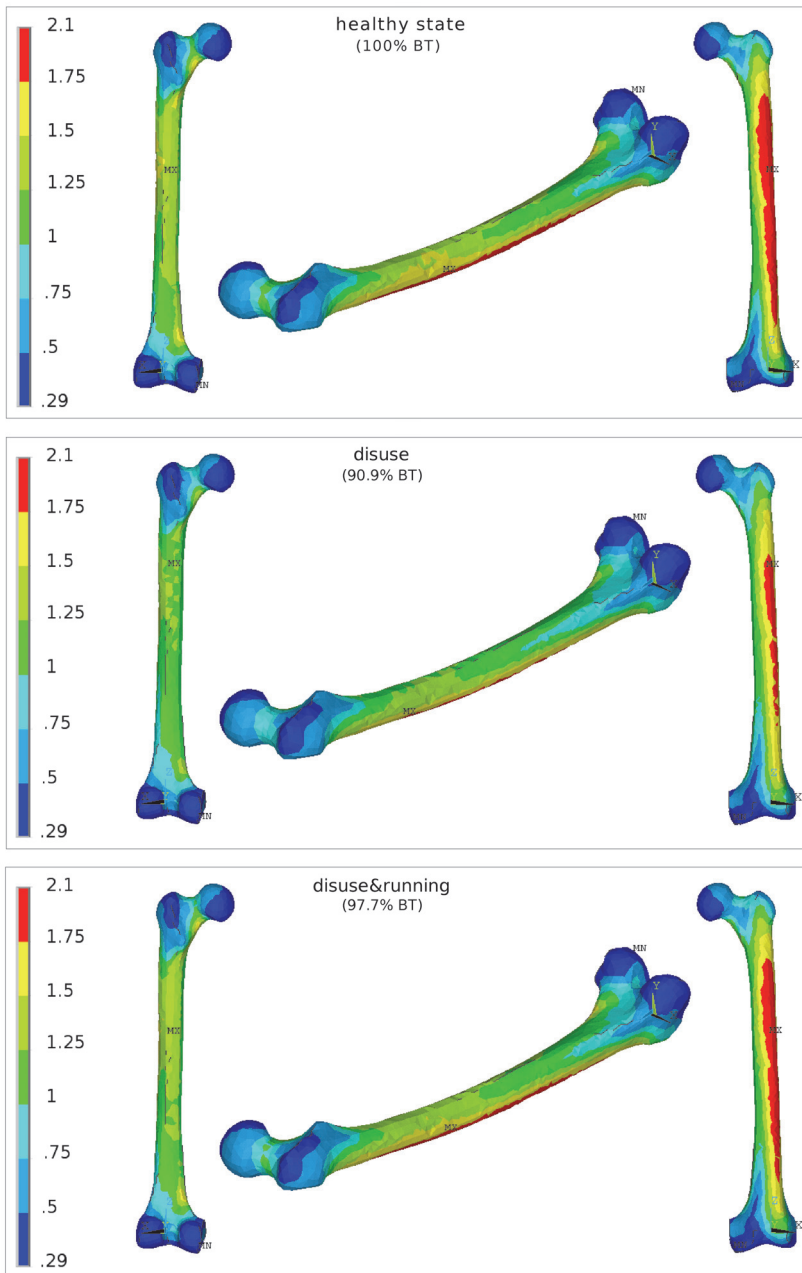 healthy state
(100% BT)
2.1
1.75
1.5
1.25
1
.75
.5
.29
MX
Y
MN
MN
Y
MX
MX
X
disuse
(90.9% BT)
2.1
1.75
1.5
1.25
1
.75
.5
.29
MX
Y
MN
MN
Y
MX
MX
X
disuse&running
(97.7% BT)
2.1
1.75
1.5
1.25
1
.75
.5
.29
MX
Y
MN
MN
Y
MX
MX
X